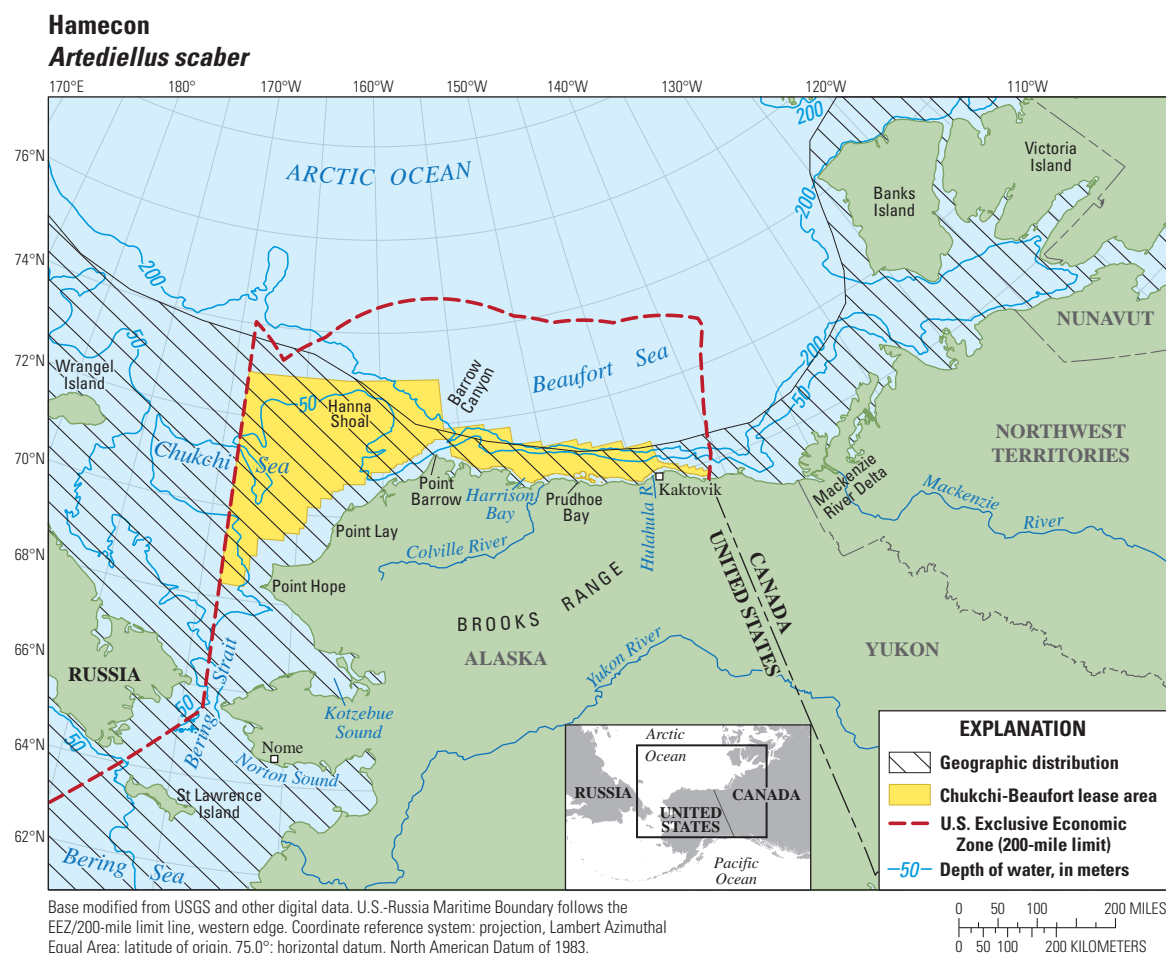 Hamecon
Artediellus scaber
170°E 180° 170°W 160°W 150°W 140°W 130°W 120°W 110°W
76°N
74°N
72°N
70°N
68°N
66°N
64°N
62°N
ARCTIC OCEAN
200
200
200
200
Victoria
Island
Banks
Island
NUNAVUT
50
Wrangel
Island
Hanna
Shoal
50
Barrow
Canyon
Beaufort Sea
50
Chukchi Sea
NORTHWEST
TERRITORIES
Point
Barrow
Harrison
Bay
Prudhoe
Bay
Hulahula R
Kaktovik
Mackenzie
River Delta
Mackenzie River
Point Lay
Colville River
Point Hope
BROOKS RANGE
CANADA
UNITED STATES
ALASKA
YUKON
Yukon River
RUSSIA
50
Bering Strait
Kotzebue
Sound
50
Nome
Norton Sound
St Lawrence
Island
Bering Sea
Arctic
Ocean
RUSSIA
CANADA
UNITED
STATES
Pacific
Ocean
EXPLANATION
Geographic distribution
Chukchi-Beaufort lease area
U.S. Exclusive Economic
Zone (200-mile limit)
50 Depth of water, in meters
Base modified from USGS and other digital data. U.S.-Russia Maritime Boundary follows the
EEZ/200-mile limit line, western edge. Coordinate reference system: projection, Lambert Azimuthal
Equal Area; latitude of origin, 75.0°; horizontal datum, North American Datum of 1983.
0 50 100 200 MILES
0 50 100 200 KILOMETERS